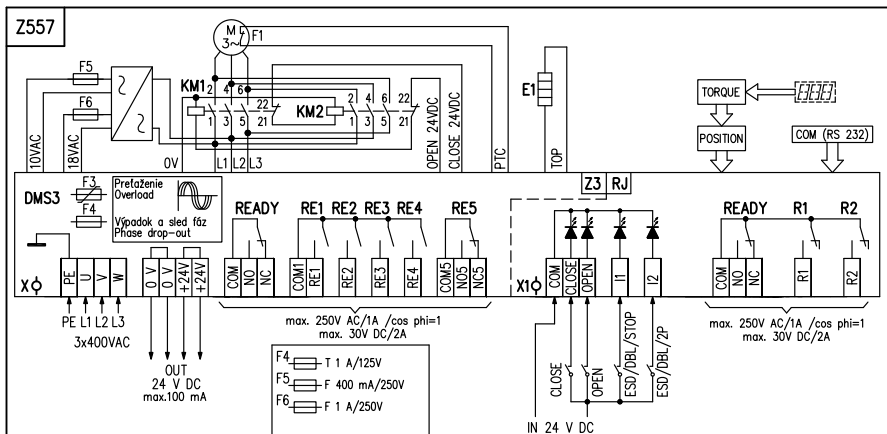 Z557
M
3~
F1
F5
F6
KM1
2 4 6
22
1 3 5
21
KM2
2 4 6 22
1 3 5 21
E1
TORQUE
POSITION
COM (RS 232)
10VAC
18VAC
0V
L1 L2 L3
OPEN 24VDC
CLOSE 24VDC
PTC
TOP
DMS3
F3
F4
Preťaženie
Overload
Výpadok a sled fáz
Phase drop-out
READY
RE1 RE2 RE3 RE4
RE5
Z3 RJ
READY
R1
R2
X
PE U V W
0 V 0 V +24V +24V
COM NO NC
COM1 RE1 RE2 RE3 RE4
COM5 NO5 NC5
X1
COM CLOSE OPEN I1 I2
COM NO NC R1 R2
PE L1 L2 L3
3x400VAC
OUT
24 V DC
max.100 mA
max. 250V AC/1A /cos phi=1
max. 30V DC/2A
F4 T 1 A/125V
F5 F 400 mA/250V
F6 F 1 A/250V
CLOSE
OPEN
ESD/DBL/STOP
ESD/DBL/2P
IN 24 V DC
max. 250V AC/1A /cos phi=1
max. 30V DC/2A